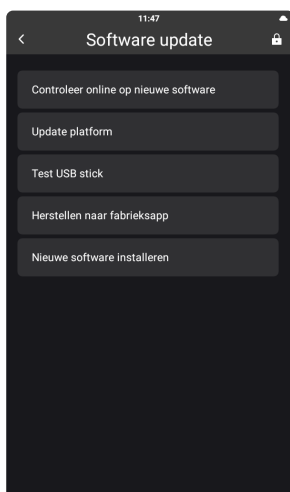 11:47
Software update
Controleer online op nieuwe software
Update platform
Test USB stick
Herstellen naar fabrieksapp
Nieuwe software installeren